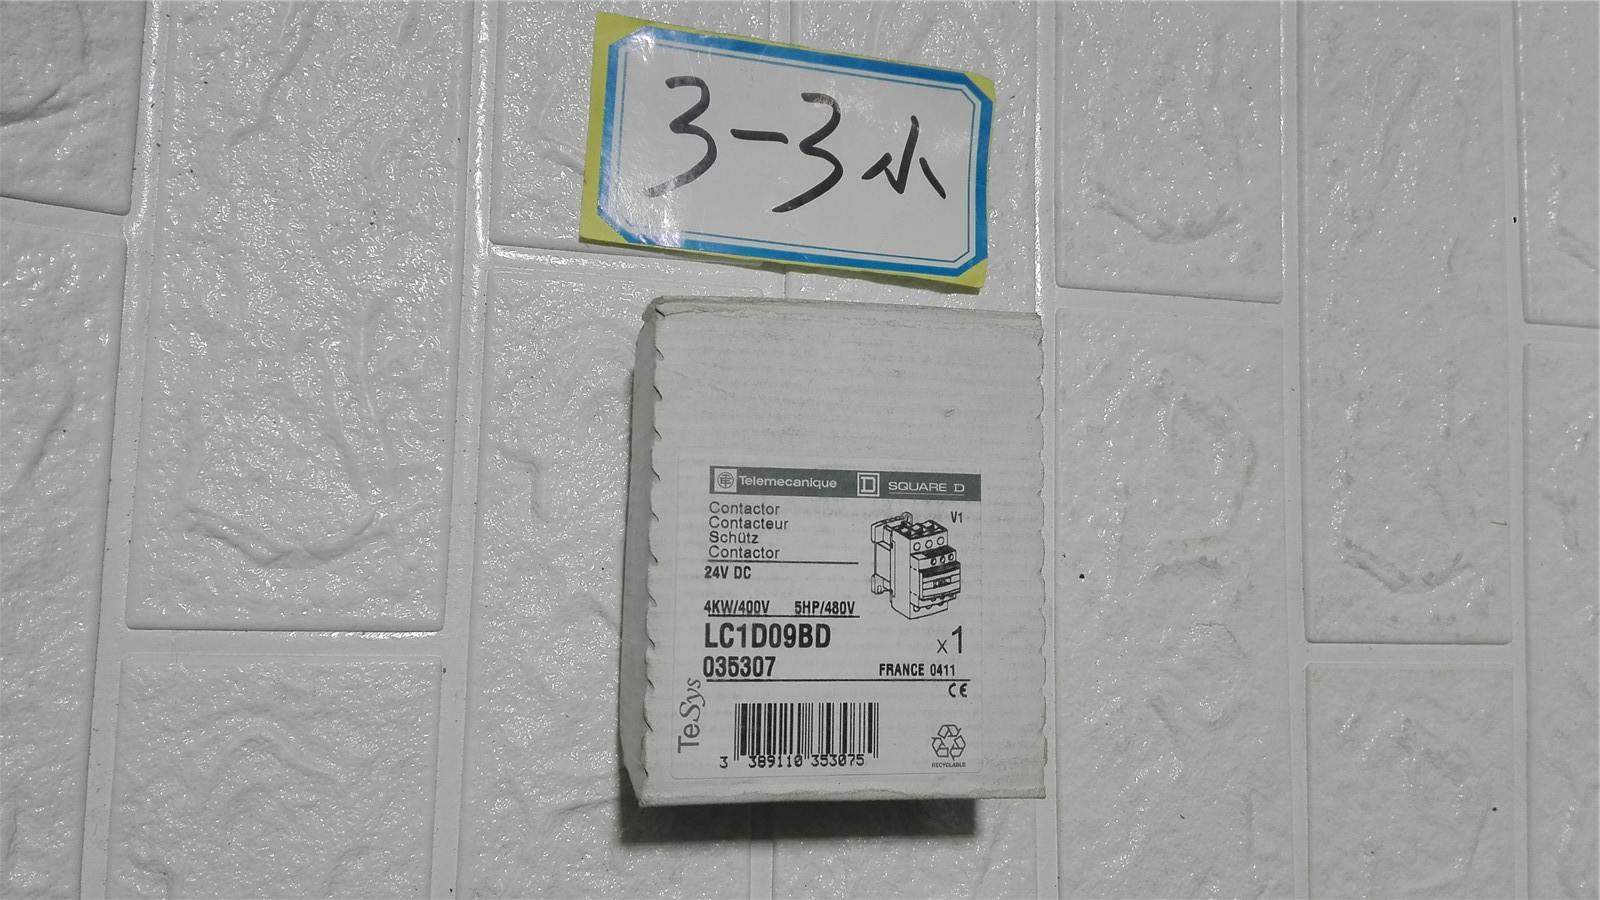 3-3小
Telemecanique SQUARE D
Contactor
Contacteur
Schütz
Contactor
V1
24V DC
4KW/400V 5HP/480V
LC1D09BD x1
035307 FRANCE 0411
CE
TeSys
3 389110 353075
RECYCLABLE